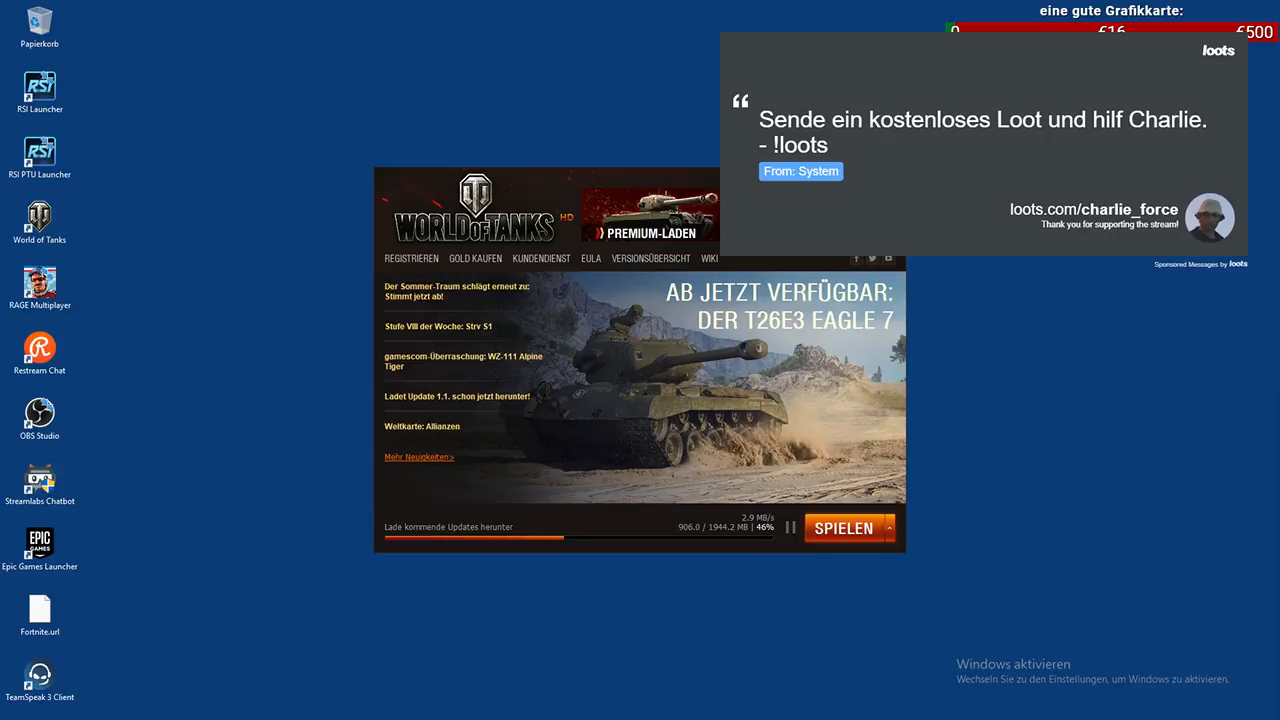 Papierkorb
RSI Launcher
RSI PTU Launcher
World of Tanks
RAGE Multiplayer
Restream Chat
OBS Studio
Streamlabs Chatbot
EPIC
GAMES
Epic Games Launcher
Fortnite.url
TeamSpeak 3 Client
eine gute Grafikkarte:
0 €16 €500
loots
“
Sende ein kostenloses Loot und hilf Charlie.
- !loots
From: System
loots.com/charlie_force
Thank you for supporting the stream!
Sponsored Messages by loots
WORLD OF TANKS HD
PREMIUM-LADEN
REGISTRIEREN GOLD KAUFEN KUNDENDIENST EULA VERSIONSÜBERSICHT WIKI
Der Sommer-Traum schlägt erneut zu:
Stimmt jetzt ab!
Stufe VIII der Woche: Strv S1
gamescom-Überraschung: WZ-111 Alpine
Tiger
Ladet Update 1.1. schon jetzt herunter!
Weltkarte: Allianzen
Mehr Neuigkeiten>
AB JETZT VERFÜGBAR:
DER T26E3 EAGLE 7
2.9 MB/s
Lade kommende Updates herunter 906.0 / 1944.2 MB | 46%
SPIELEN
Windows aktivieren
Wechseln Sie zu den Einstellungen, um Windows zu aktivieren.